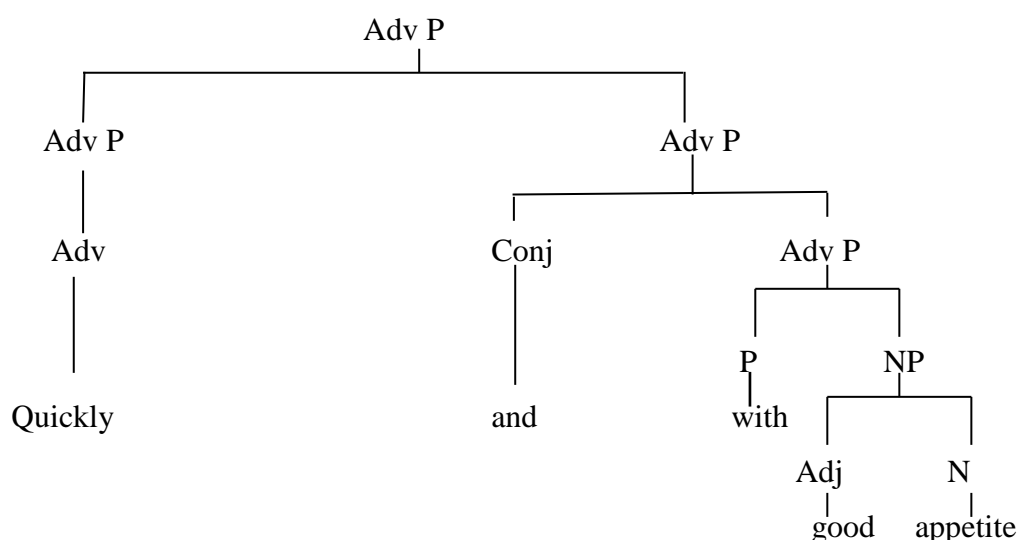 Adv P
Adv P Adv P
Adv Conj Adv P
P NP
Quickly and with
Adj N
good appetite